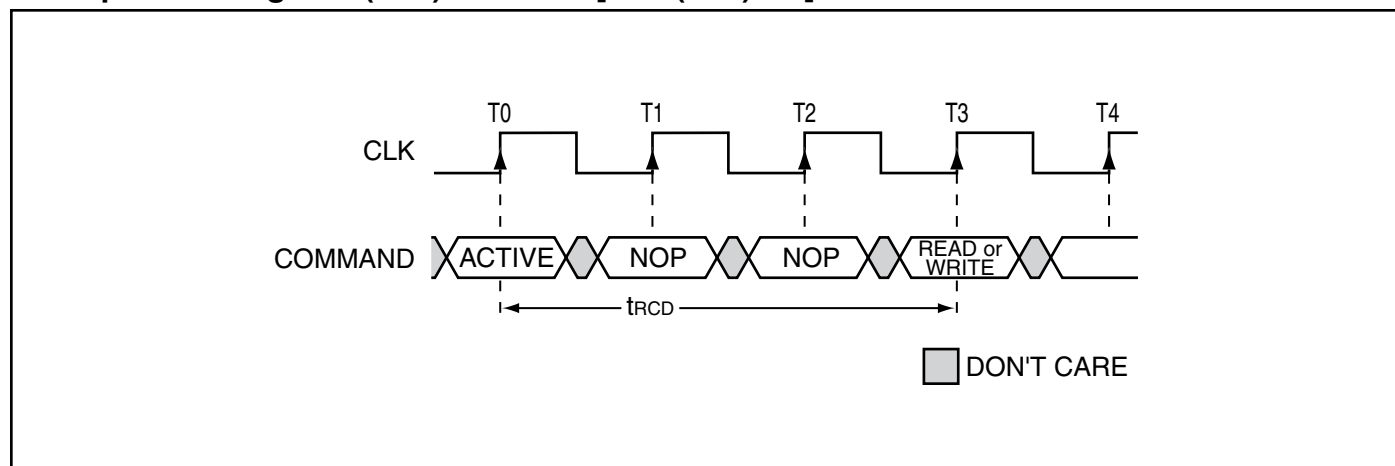 T0 T1 T2 T3 T4
CLK
COMMAND ACTIVE NOP NOP READ or
WRITE
tRCD
DON'T CARE